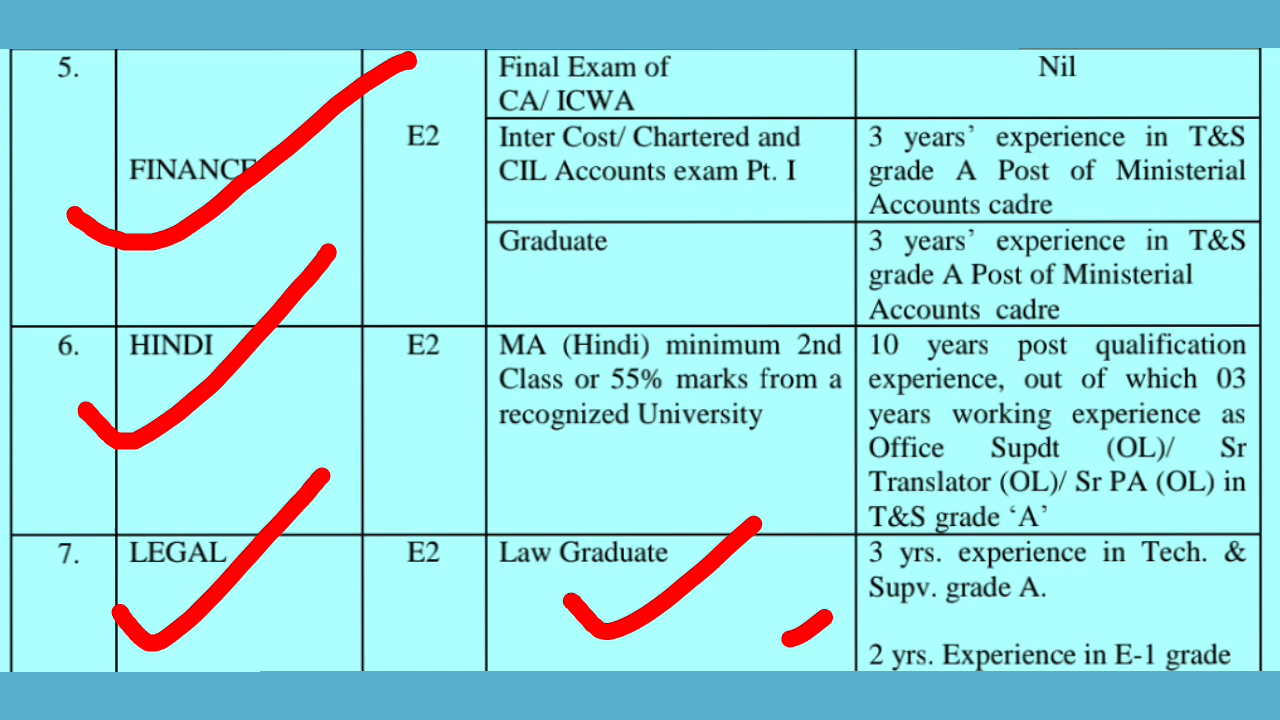 5.
FINANCE
E2
Final Exam of
CA/ ICWA
Nil
Inter Cost/ Chartered and
CIL Accounts exam Pt. I
3 years’ experience in T&S
grade A Post of Ministerial
Accounts cadre
Graduate
3 years’ experience in T&S
grade A Post of Ministerial
Accounts cadre
6.
HINDI
E2
MA (Hindi) minimum 2nd
Class or 55% marks from a
recognized University
10 years post qualification
experience, out of which 03
years working experience as
Office Supdt (OL)/ Sr
Translator (OL)/ Sr PA (OL) in
T&S grade ‘A’
7.
LEGAL
E2
Law Graduate
3 yrs. experience in Tech. &
Supv. grade A.
2 yrs. Experience in E-1 grade